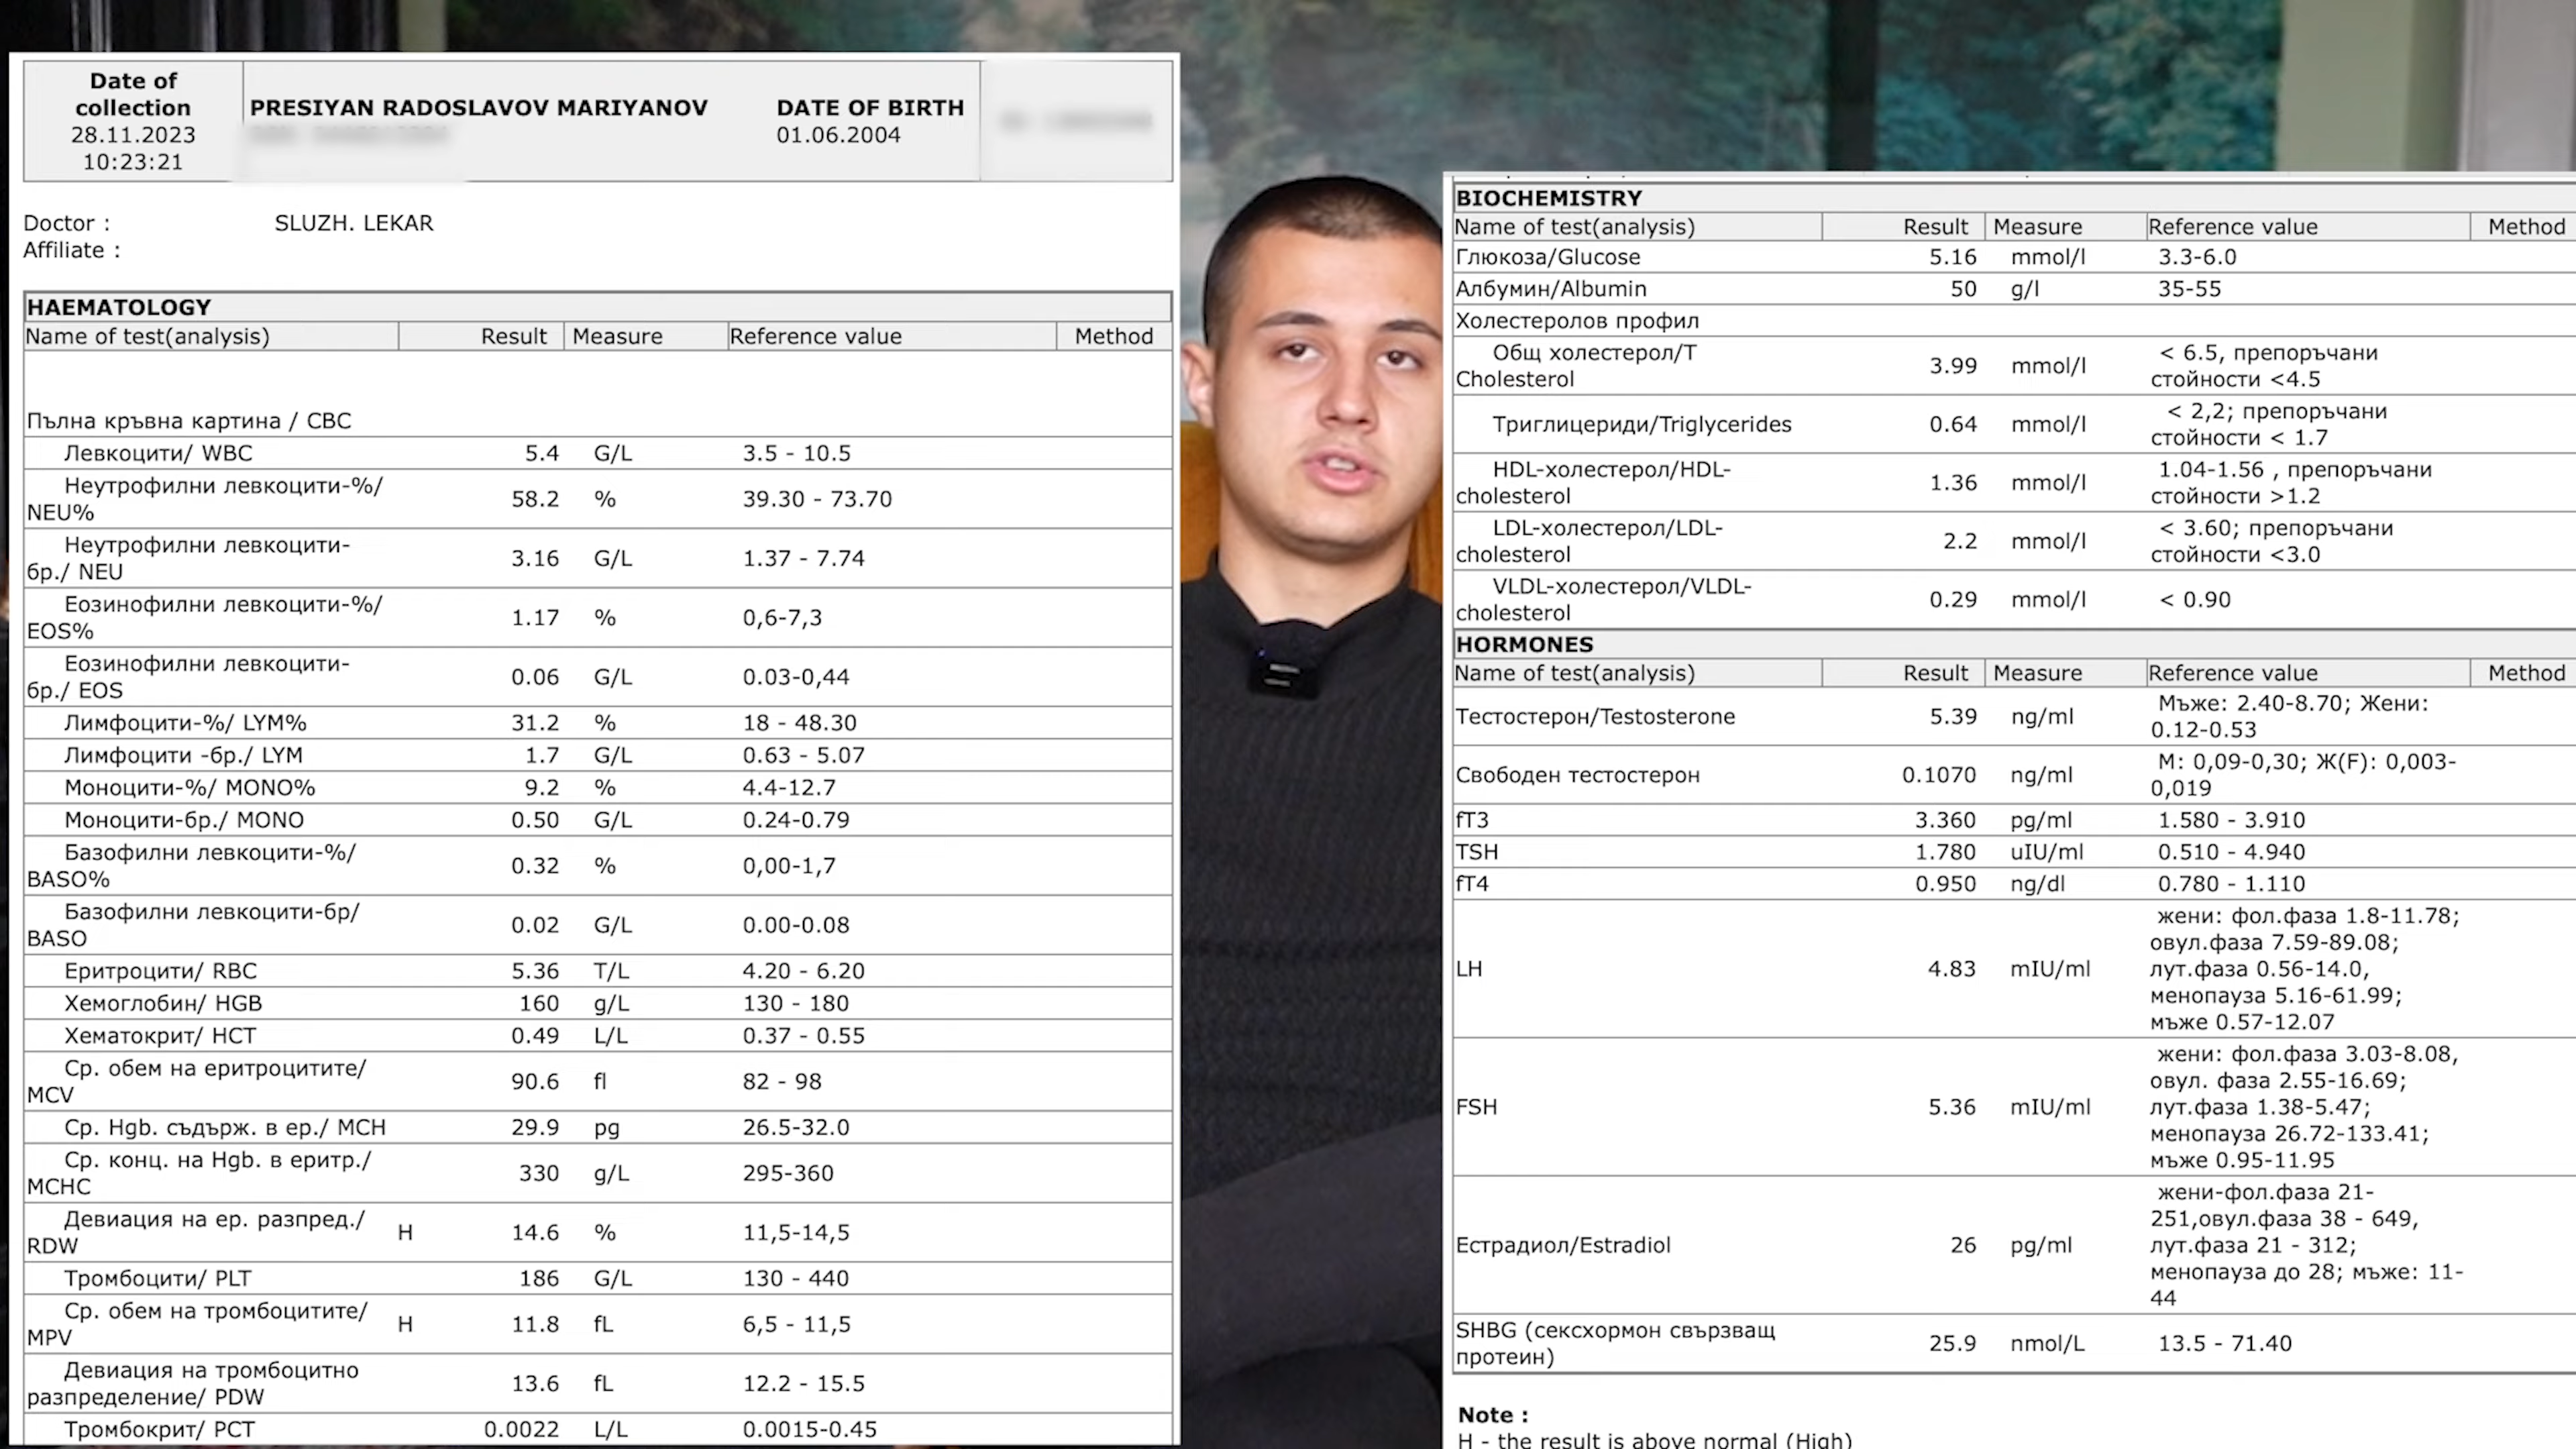 Date of
collection
28.11.2023
10:23:21
PRESIYAN RADOSLAVOV MARIYANOV
DATE OF BIRTH
01.06.2004
Doctor : SLUZH. LEKAR
Affiliate :
HAEMATOLOGY
Name of test(analysis) Result Measure Reference value Method
Пълна кръвна картина / CBC
Левкоцити/ WBC 5.4 G/L 3.5 - 10.5
Неутрофилни левкоцити-%/
NEU% 58.2 % 39.30 - 73.70
Неутрофилни левкоцити-
бр./ NEU 3.16 G/L 1.37 - 7.74
Еозинофилни левкоцити-%/
EOS% 1.17 % 0,6-7,3
Еозинофилни левкоцити-
бр./ EOS 0.06 G/L 0.03-0,44
Лимфоцити-%/ LYM% 31.2 % 18 - 48.30
Лимфоцити -бр./ LYM 1.7 G/L 0.63 - 5.07
Моноцити-%/ MONO% 9.2 % 4.4-12.7
Моноцити-бр./ MONO 0.50 G/L 0.24-0.79
Базофилни левкоцити-%/
BASO% 0.32 % 0,00-1,7
Базофилни левкоцити-бр/
BASO 0.02 G/L 0.00-0.08
Еритроцити/ RBC 5.36 T/L 4.20 - 6.20
Хемоглобин/ HGB 160 g/L 130 - 180
Хематокрит/ HCT 0.49 L/L 0.37 - 0.55
Ср. обем на еритроцитите/
MCV 90.6 fl 82 - 98
Ср. Hgb. съдърж. в ер./ MCH 29.9 pg 26.5-32.0
Ср. конц. на Hgb. в еритр./
MCHC 330 g/L 295-360
Девиация на ер. разпред./
RDW H 14.6 % 11,5-14,5
Тромбоцити/ PLT 186 G/L 130 - 440
Ср. обем на тромбоцитите/
MPV H 11.8 fL 6,5 - 11,5
Девиация на тромбоцитно
разпределение/ PDW 13.6 fL 12.2 - 15.5
Тромбокрит/ PCT 0.0022 L/L 0.0015-0.45
BIOCHEMISTRY
Name of test(analysis) Result Measure Reference value Method
Глюкоза/Glucose 5.16 mmol/l 3.3-6.0
Албумин/Albumin 50 g/l 35-55
Холестеролов профил
Общ холестерол/T
Cholesterol 3.99 mmol/l < 6.5, препоръчани
стойности <4.5
Триглицериди/Triglycerides 0.64 mmol/l < 2,2; препоръчани
стойности < 1.7
HDL-холестерол/HDL-
cholesterol 1.36 mmol/l 1.04-1.56 , препоръчани
стойности >1.2
LDL-холестерол/LDL-
cholesterol 2.2 mmol/l < 3.60; препоръчани
стойности <3.0
VLDL-холестерол/VLDL-
cholesterol 0.29 mmol/l < 0.90
HORMONES
Name of test(analysis) Result Measure Reference value Method
Тестостерон/Testosterone 5.39 ng/ml Мъже: 2.40-8.70; Жени:
0.12-0.53
Свободен тестостерон 0.1070 ng/ml М: 0,09-0,30; Ж(F): 0,003-
0,019
fT3 3.360 pg/ml 1.580 - 3.910
TSH 1.780 uIU/ml 0.510 - 4.940
fT4 0.950 ng/dl 0.780 - 1.110
LH 4.83 mIU/ml жени: фол.фаза 1.8-11.78;
овул.фаза 7.59-89.08;
лут.фаза 0.56-14.0,
менопауза 5.16-61.99;
мъже 0.57-12.07
FSH 5.36 mIU/ml жени: фол.фаза 3.03-8.08,
овул. фаза 2.55-16.69;
лут.фаза 1.38-5.47;
менопауза 26.72-133.41;
мъже 0.95-11.95
Естрадиол/Estradiol 26 pg/ml жени-фол.фаза 21-
251,овул.фаза 38 - 649,
лут.фаза 21 - 312;
менопауза до 28; мъже: 11-
44
SHBG (сексхормон свързващ
протеин) 25.9 nmol/L 13.5 - 71.40
Note :
H - the result is above normal (High)